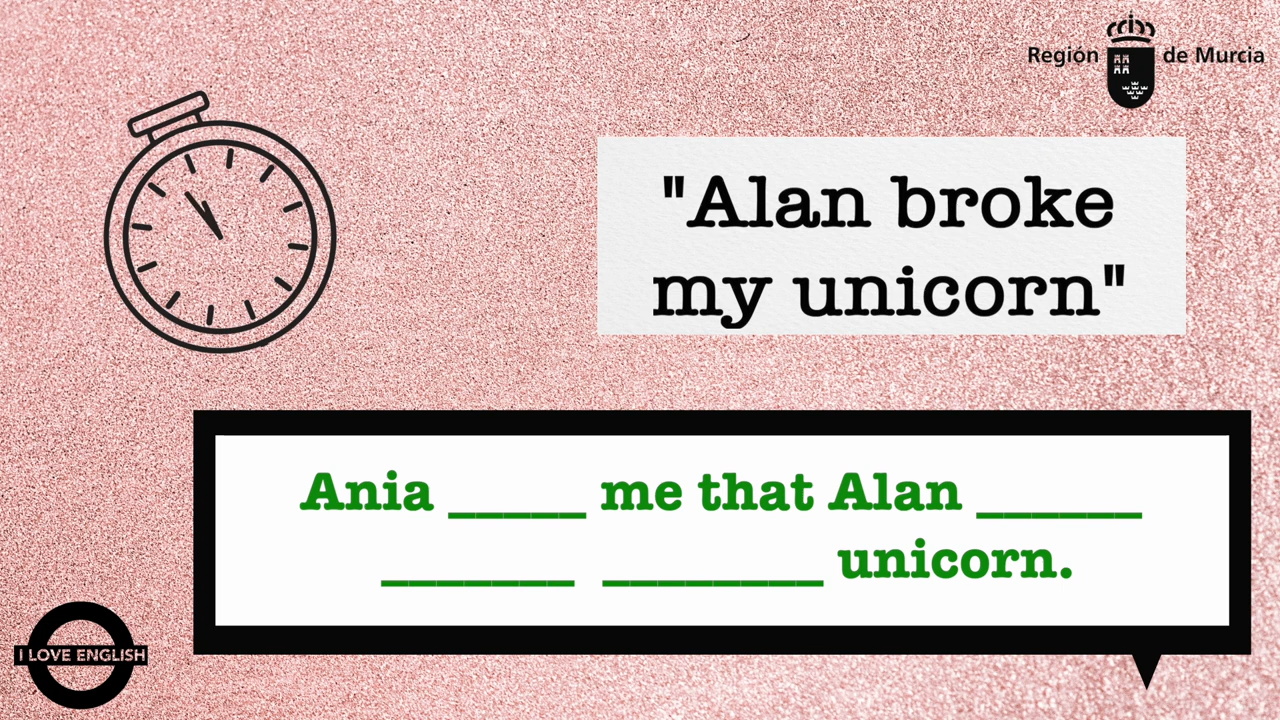 Región de Murcia
"Alan broke
my unicorn"
Ania _____ me that Alan ______
_______ ________ unicorn.
I LOVE ENGLISH